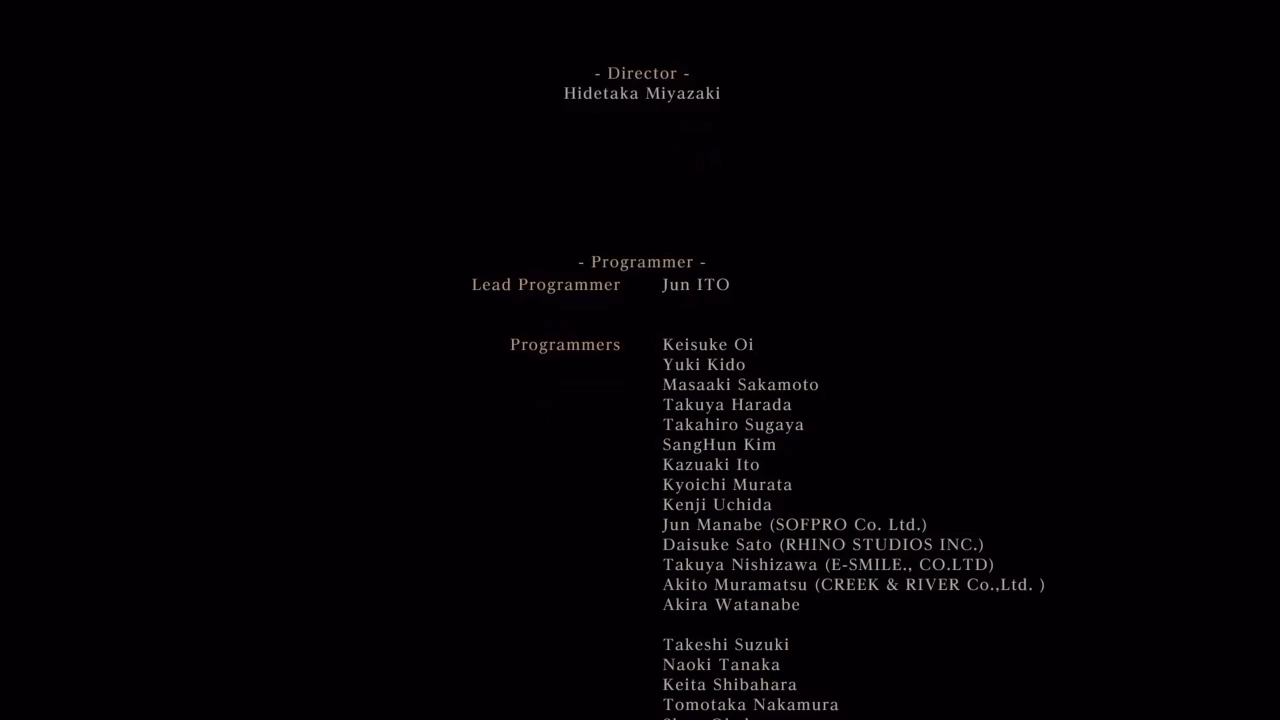 - Director -
Hidetaka Miyazaki
- Programmer -
Lead Programmer Jun ITO
Programmers Keisuke Oi
Yuki Kido
Masaaki Sakamoto
Takuya Harada
Takahiro Sugaya
SangHun Kim
Kazuaki Ito
Kyoichi Murata
Kenji Uchida
Jun Manabe (SOFPRO Co. Ltd.)
Daisuke Sato (RHINO STUDIOS INC.)
Takuya Nishizawa (E-SMILE., CO.LTD)
Akito Muramatsu (CREEK & RIVER Co.,Ltd. )
Akira Watanabe
Takeshi Suzuki
Naoki Tanaka
Keita Shibahara
Tomotaka Nakamura